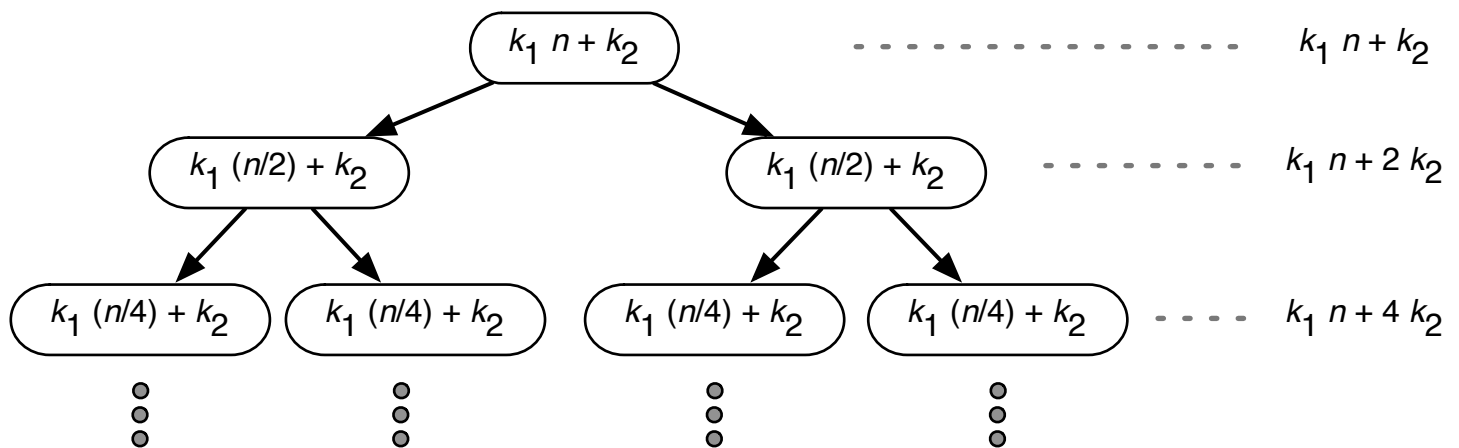 k₁ n + k₂ k₁ n + k₂
k₁ (n/2) + k₂ k₁ (n/2) + k₂ k₁ n + 2 k₂
k₁ (n/4) + k₂ k₁ (n/4) + k₂ k₁ (n/4) + k₂ k₁ (n/4) + k₂ k₁ n + 4 k₂